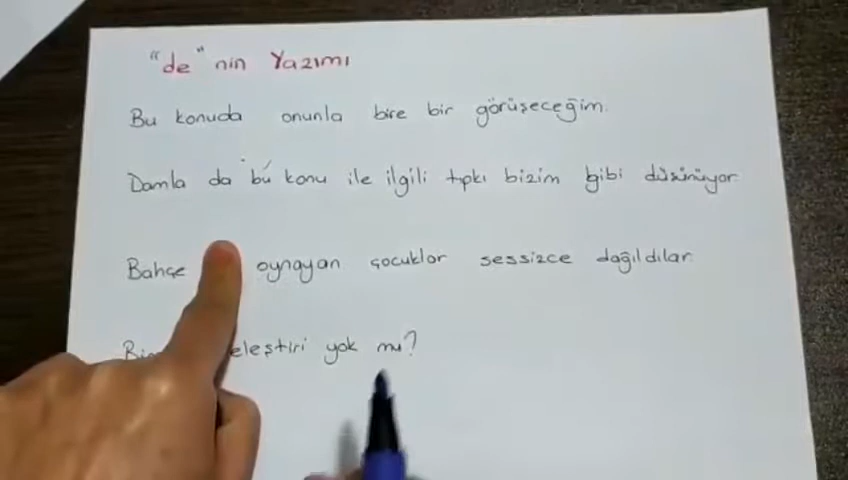 "de" nin Yazımı
Bu konuda onunla bire bir görüşeceğim.
Damla da bu konu ile ilgili tıpkı bizim gibi düşünüyor
Bahçe oynayan çocuklar sessizce dağıldılar.
eleştiri yok mu?